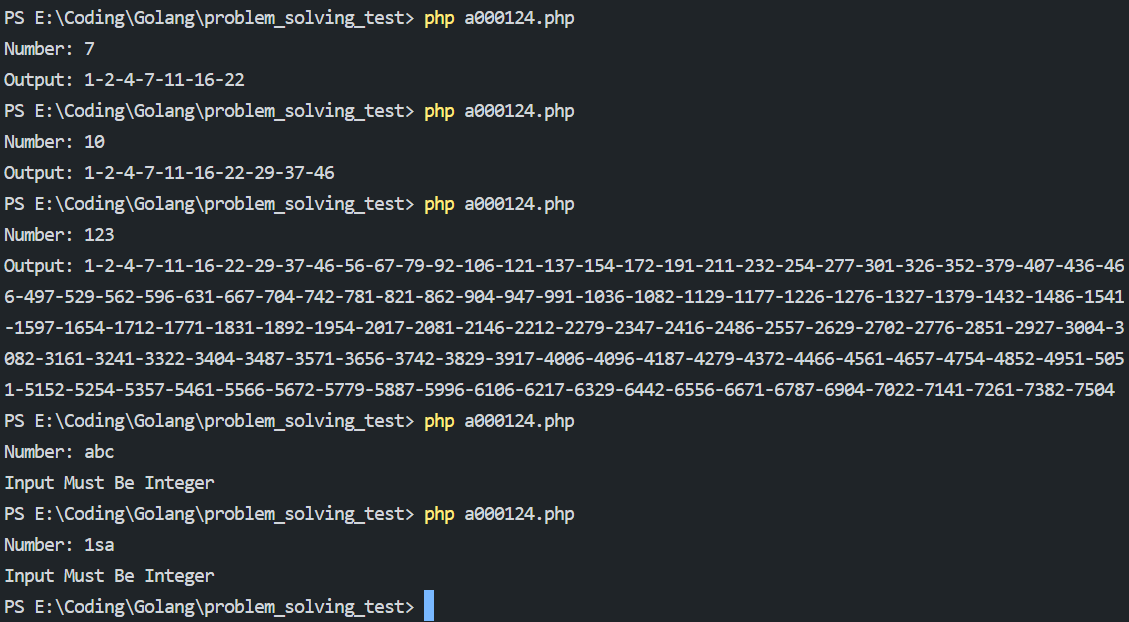 PS E:\Coding\Golang\problem_solving_test> php a000124.php
Number: 7
Output: 1-2-4-7-11-16-22
PS E:\Coding\Golang\problem_solving_test> php a000124.php
Number: 10
Output: 1-2-4-7-11-16-22-29-37-46
PS E:\Coding\Golang\problem_solving_test> php a000124.php
Number: 123
Output: 1-2-4-7-11-16-22-29-37-46-56-67-79-92-106-121-137-154-172-191-211-232-254-277-301-326-352-379-407-436-46
6-497-529-562-596-631-667-704-742-781-821-862-904-947-991-1036-1082-1129-1177-1226-1276-1327-1379-1432-1486-1541
-1597-1654-1712-1771-1831-1892-1954-2017-2081-2146-2212-2279-2347-2416-2486-2557-2629-2702-2776-2851-2927-3004-3
082-3161-3241-3322-3404-3487-3571-3656-3742-3829-3917-4006-4096-4187-4279-4372-4466-4561-4657-4754-4852-4951-505
1-5152-5254-5357-5461-5566-5672-5779-5887-5996-6106-6217-6329-6442-6556-6671-6787-6904-7022-7141-7261-7382-7504
PS E:\Coding\Golang\problem_solving_test> php a000124.php
Number: abc
Input Must Be Integer
PS E:\Coding\Golang\problem_solving_test> php a000124.php
Number: 1sa
Input Must Be Integer
PS E:\Coding\Golang\problem_solving_test>